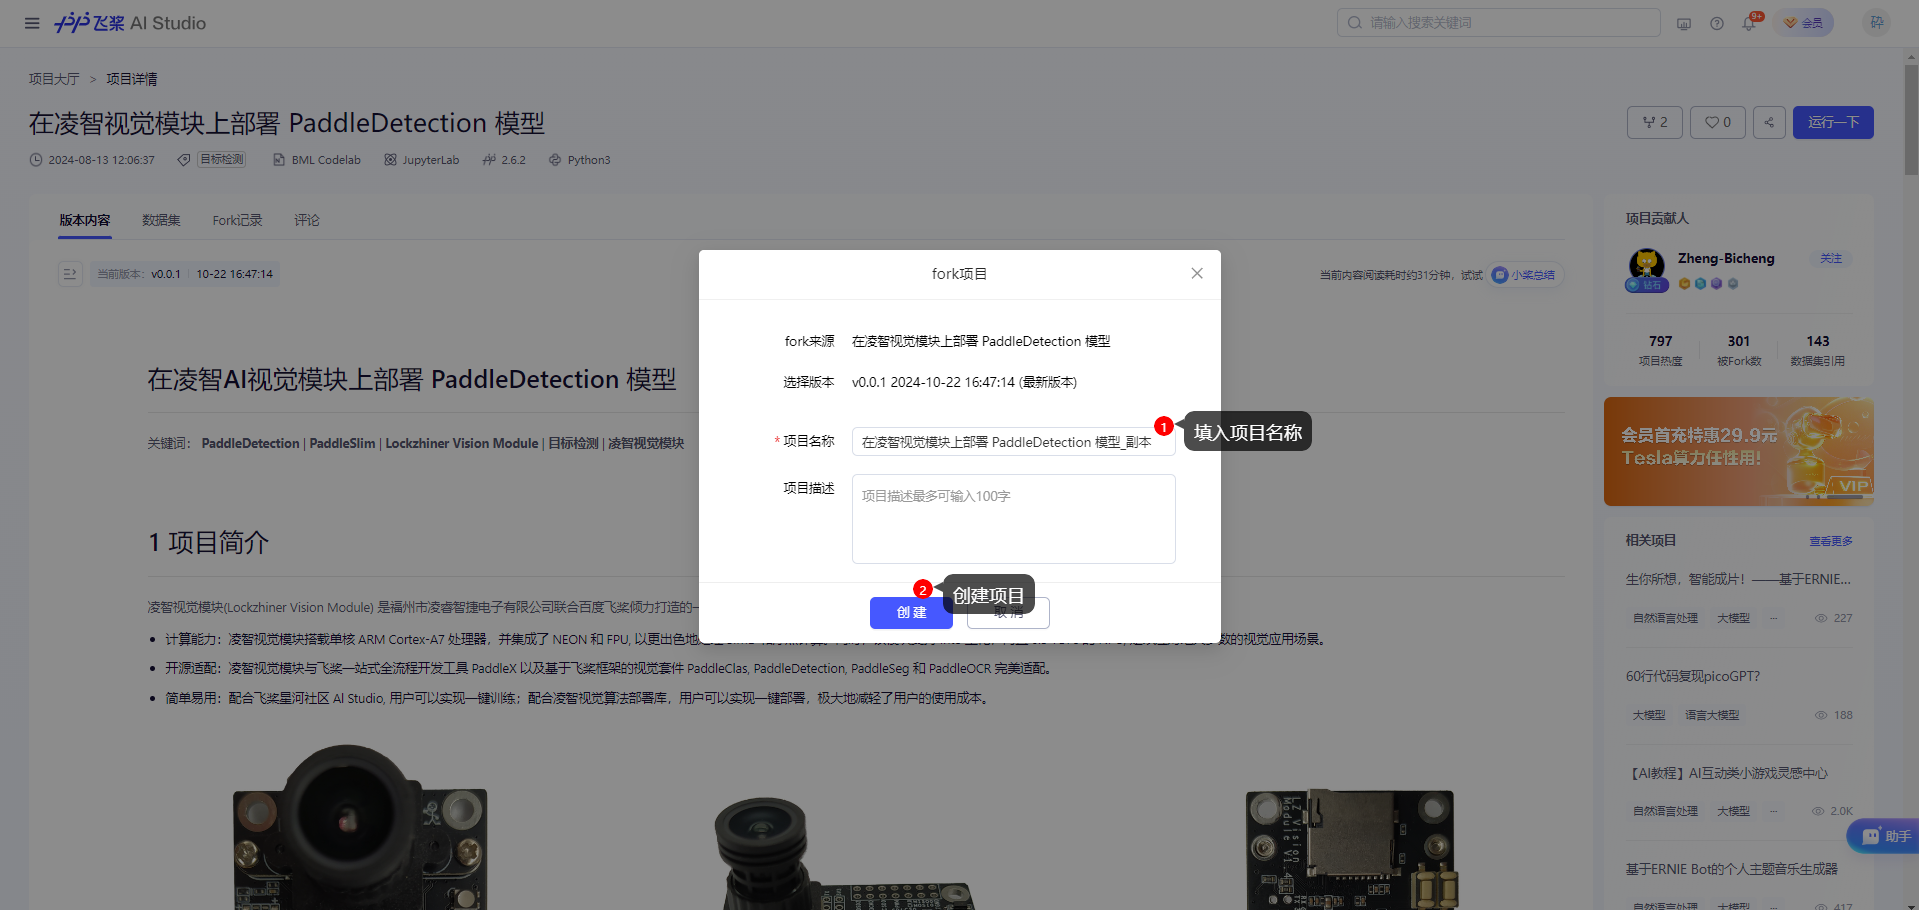 飞桨 AI Studio
请输入搜索关键词
9+
会员
砕
项目大厅 > 项目详情
在凌智视觉模块上部署 PaddleDetection 模型
2
0
运行一下
2024-08-13 12:06:37 目标检测 BML Codelab JupyterLab 2.6.2 Python3
版本内容 数据集 Fork记录 评论
当前版本: v0.0.1 10-22 16:47:14
当前内容阅读耗时约31分钟，试试 小桨总结
在凌智AI视觉模块上部署 PaddleDetection 模型
关键词： PaddleDetection | PaddleSlim | Lockzhiner Vision Module | 目标检测 | 凌智视觉模块
1 项目简介
凌智视觉模块(Lockzhiner Vision Module) 是福州市凌睿智捷电子有限公司联合百度飞桨倾力打造的一
计算能力：凌智视觉模块搭载单核 ARM Cortex-A7 处理器，并集成了 NEON 和 FPU, 以更出色地
数的视觉应用场景。
开源适配：凌智视觉模块与飞桨一站式全流程开发工具 PaddleX 以及基于飞桨框架的视觉套件 PaddleClas, PaddleDetection, PaddleSeg 和 PaddleOCR 完美适配。
简单易用：配合飞桨星河社区 AI Studio, 用户可以实现一键训练；配合凌智视觉算法部署库，用户可以实现一键部署，极大地减轻了用户的使用成本。
fork项目
fork来源 在凌智视觉模块上部署 PaddleDetection 模型
选择版本 v0.0.1 2024-10-22 16:47:14 (最新版本)
* 项目名称 在凌智视觉模块上部署 PaddleDetection 模型_副本
1 填入项目名称
项目描述 项目描述最多可输入100字
2 创建项目
创 建
取 消
项目贡献人
Zheng-Bicheng 关注
钻石
797 301 143
项目热度 被Fork数 数据集引用
会员首充特惠29.9元
Tesla算力任性用!
VIP
相关项目 查看更多
生你所想，智能成片！——基于ERNIE...
自然语言处理 大模型 ... 227
60行代码复现picoGPT?
大模型 语言大模型 188
【AI教程】AI互动类小游戏灵感中心
自然语言处理 大模型 ... 2.0K
助手
基于ERNIE Bot的个人主题音乐生成器
自然语言处理 大模型 ... 417
LZ Vision
Module V1.4